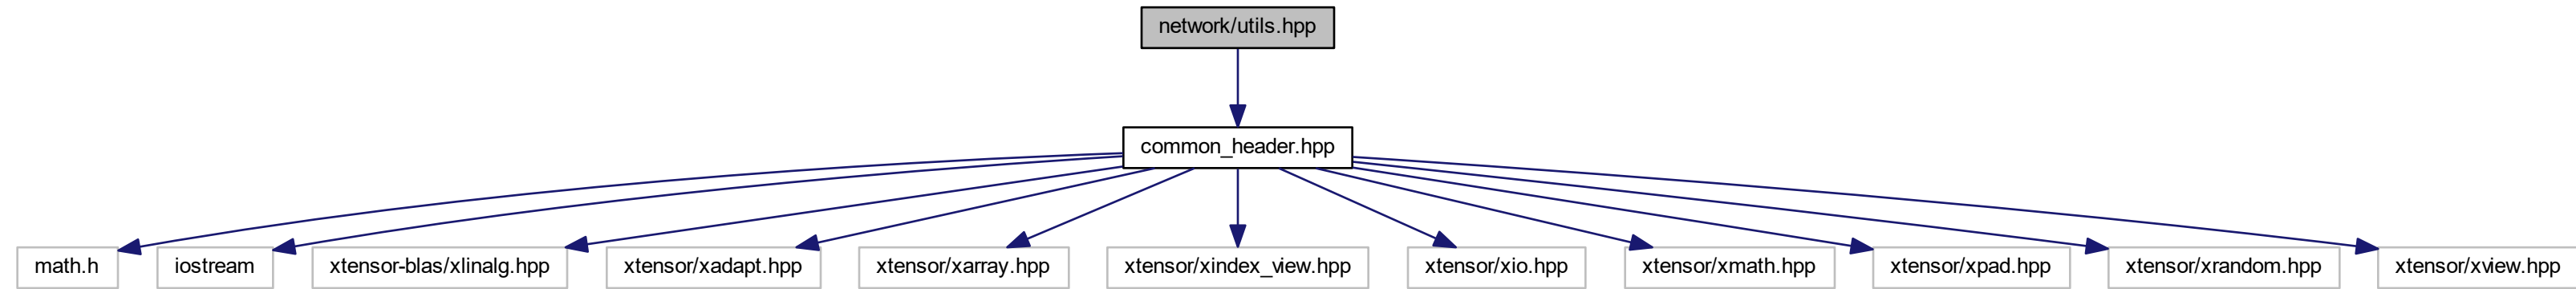 network/utils.hpp
common_header.hpp
math.h
iostream
xtensor-blas/xlinalg.hpp
xtensor/xadapt.hpp
xtensor/xarray.hpp
xtensor/xindex_view.hpp
xtensor/xio.hpp
xtensor/xmath.hpp
xtensor/xpad.hpp
xtensor/xrandom.hpp
xtensor/xview.hpp